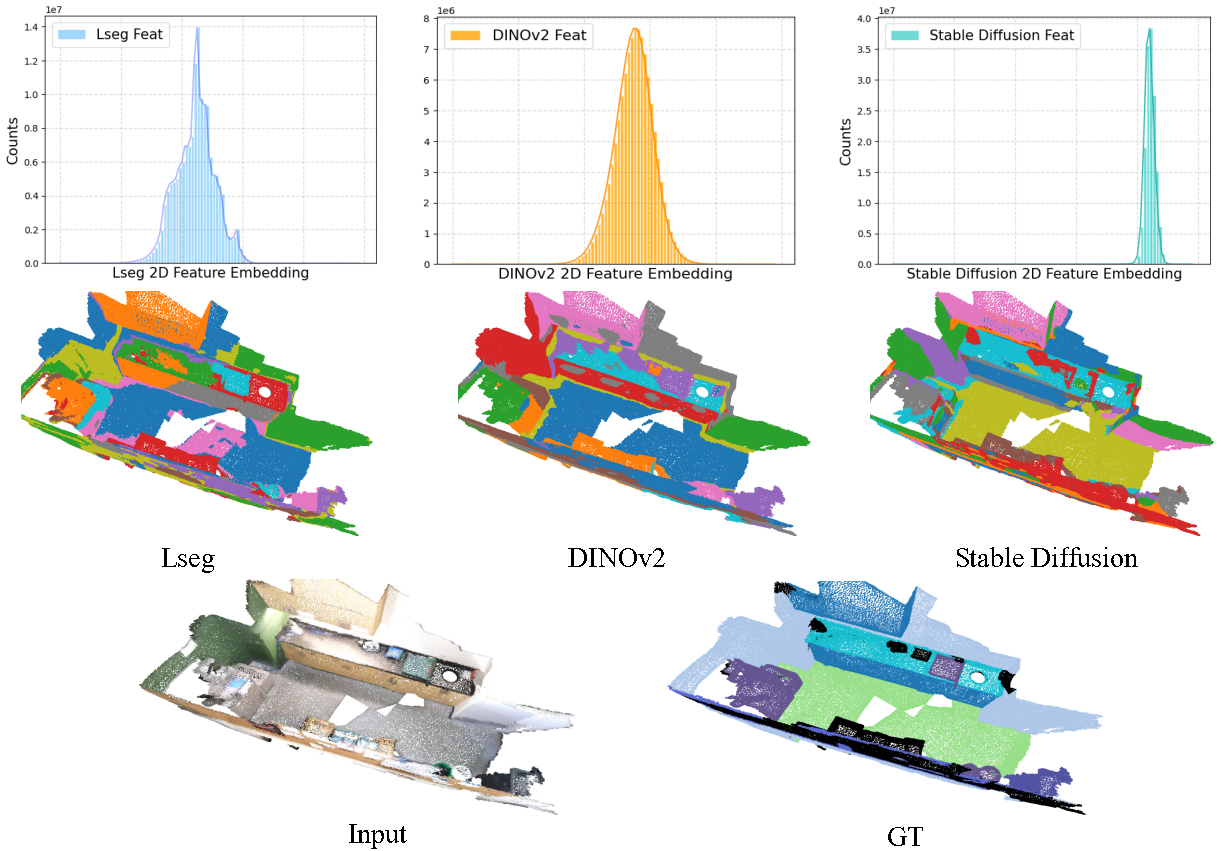 1e7
Lseg Feat
Counts
1.4
1.2
1.0
0.8
0.6
0.4
0.2
0.0
Lseg 2D Feature Embedding
1e6
DINOv2 Feat
8
7
6
5
4
3
2
1
0
DINOv2 2D Feature Embedding
1e7
Stable Diffusion Feat
Counts
4.0
3.5
3.0
2.5
2.0
1.5
1.0
0.5
0.0
Stable Diffusion 2D Feature Embedding
Lseg
DINOv2
Stable Diffusion
Input
GT